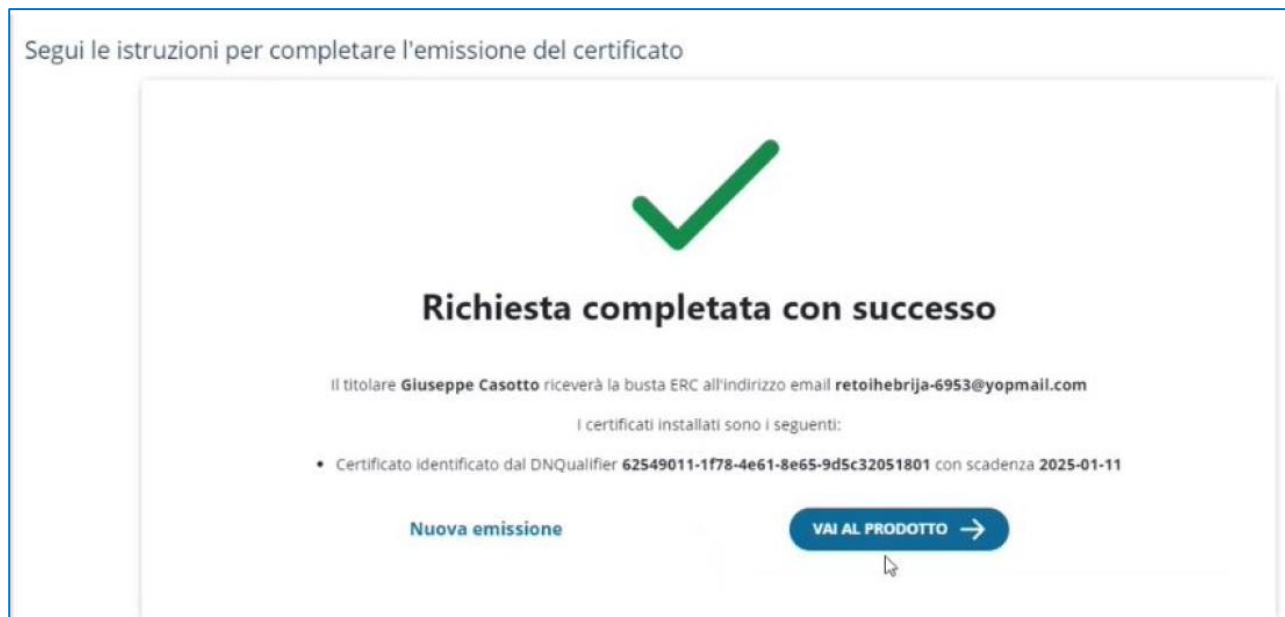 Segui le istruzioni per completare l'emissione del certificato
Richiesta completata con successo
Il titolare Giuseppe Casotto riceverà la busta ERC all'indirizzo email retoihebrija-6953@yopmail.com
I certificati installati sono i seguenti:
• Certificato identificato dal DNQualifier 62549011-1f78-4e61-8e65-9d5c32051801 con scadenza 2025-01-11
Nuova emissione
VAI AL PRODOTTO →